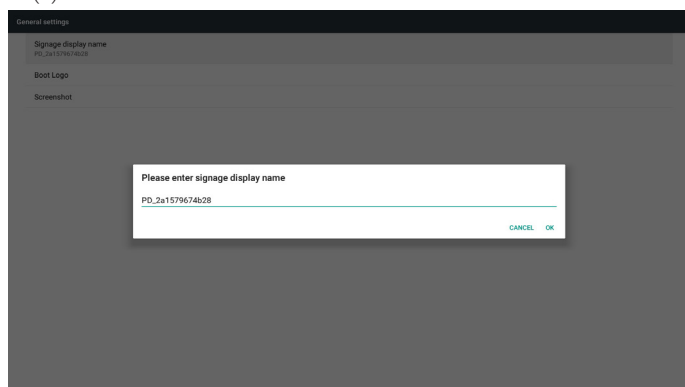 General settings
Signage display name
PD_2a1579674b28
Boot Logo
Screenshot
Please enter signage display name
PD_2a1579674b28
CANCEL OK